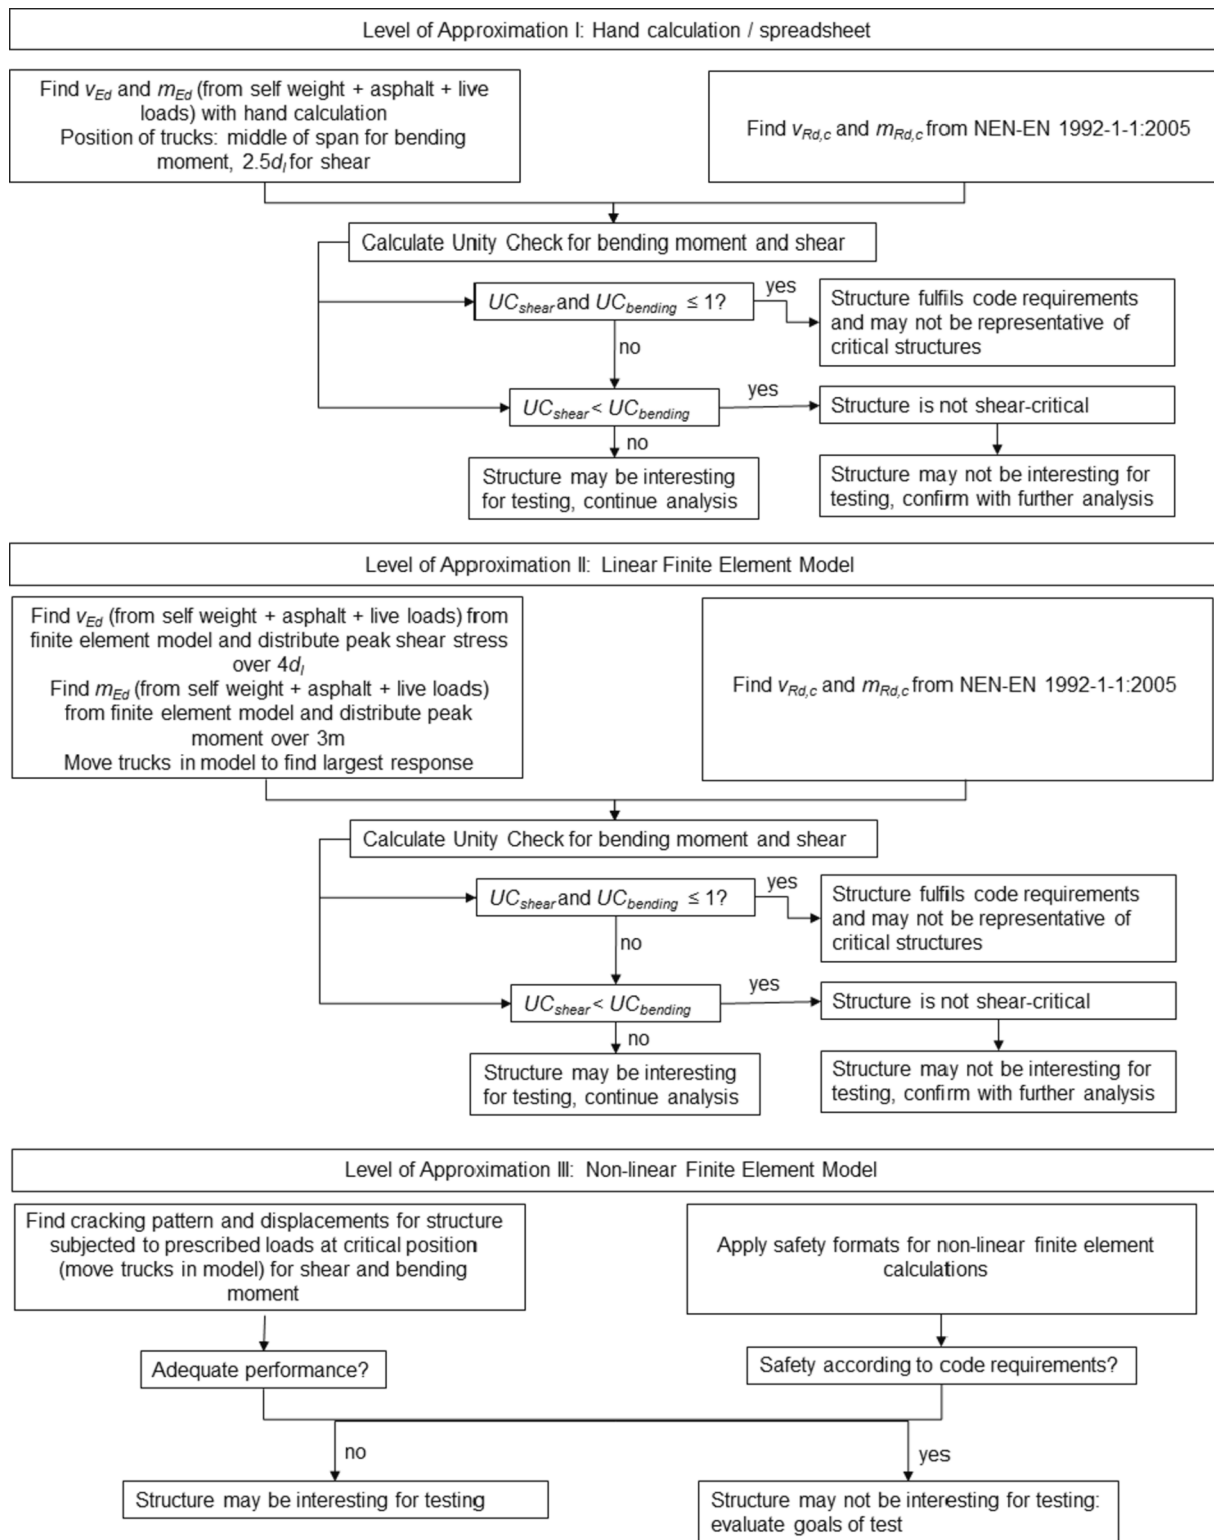 Level of Approximation I: Hand calculation / spreadsheet
Find vEd and mEd (from self weight + asphalt + live
loads) with hand calculation
Position of trucks: middle of span for bending
moment, 2.5dl for shear
Find vRd,c and mRd,c from NEN-EN 1992-1-1:2005
Calculate Unity Check for bending moment and shear
UCshear and UCbending ≤ 1?
yes
Structure fulfils code requirements
and may not be representative of
critical structures
no
UCshear < UCbending
yes
Structure is not shear-critical
no
Structure may be interesting
for testing, continue analysis
Structure may not be interesting for
testing, confirm with further analysis
Level of Approximation II: Linear Finite Element Model
Find vEd (from self weight + asphalt + live loads) from
finite element model and distribute peak shear stress
over 4dl
Find mEd (from self weight + asphalt + live loads)
from finite element model and distribute peak
moment over 3m
Move trucks in model to find largest response
Find vRd,c and mRd,c from NEN-EN 1992-1-1:2005
Calculate Unity Check for bending moment and shear
UCshear and UCbending ≤ 1?
yes
Structure fulfils code requirements
and may not be representative of
critical structures
no
UCshear < UCbending
yes
Structure is not shear-critical
no
Structure may be interesting
for testing, continue analysis
Structure may not be interesting for
testing, confirm with further analysis
Level of Approximation III: Non-linear Finite Element Model
Find cracking pattern and displacements for structure
subjected to prescribed loads at critical position
(move trucks in model) for shear and bending
moment
Apply safety formats for non-linear finite element
calculations
Adequate performance?
Safety according to code requirements?
no
yes
Structure may be interesting for testing
Structure may not be interesting for testing:
evaluate goals of test